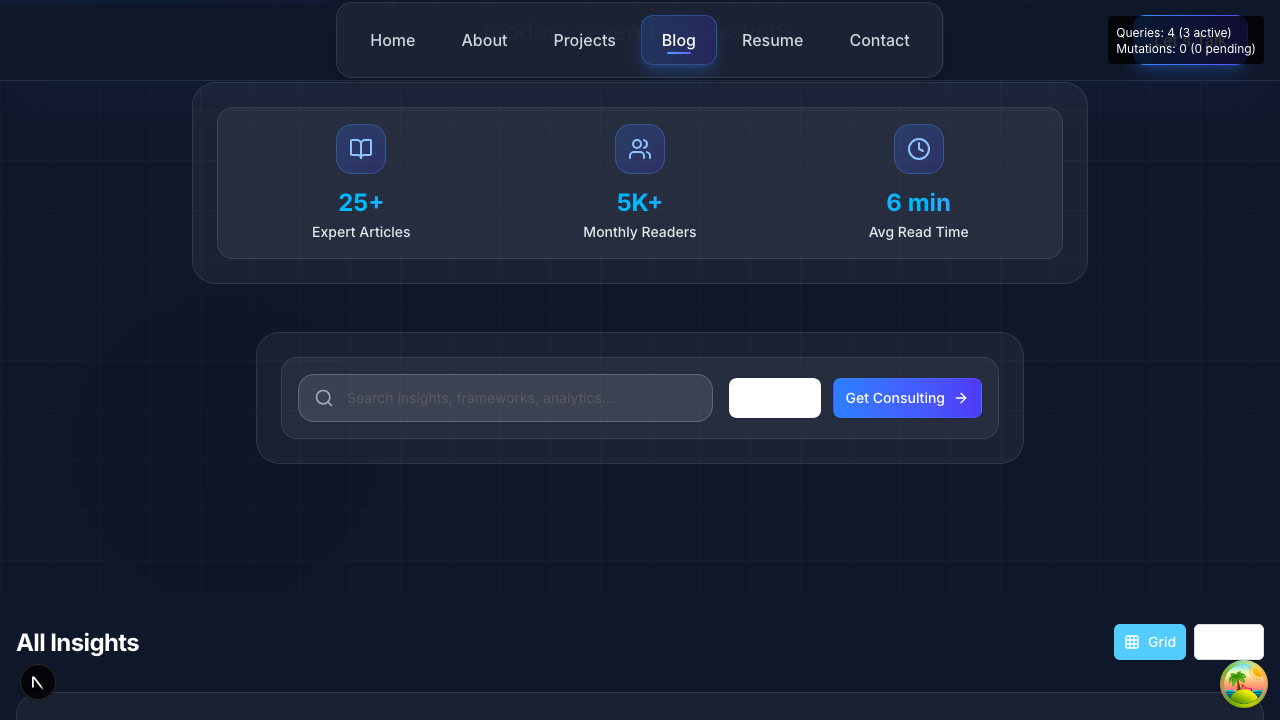 Home
About
Projects
Blog
Resume
Contact
Queries: 4 (3 active)
Mutations: 0 (0 pending)
25+
Expert Articles
5K+
Monthly Readers
6 min
Avg Read Time
Search insights, frameworks, analytics...
Get Consulting
All Insights
Grid